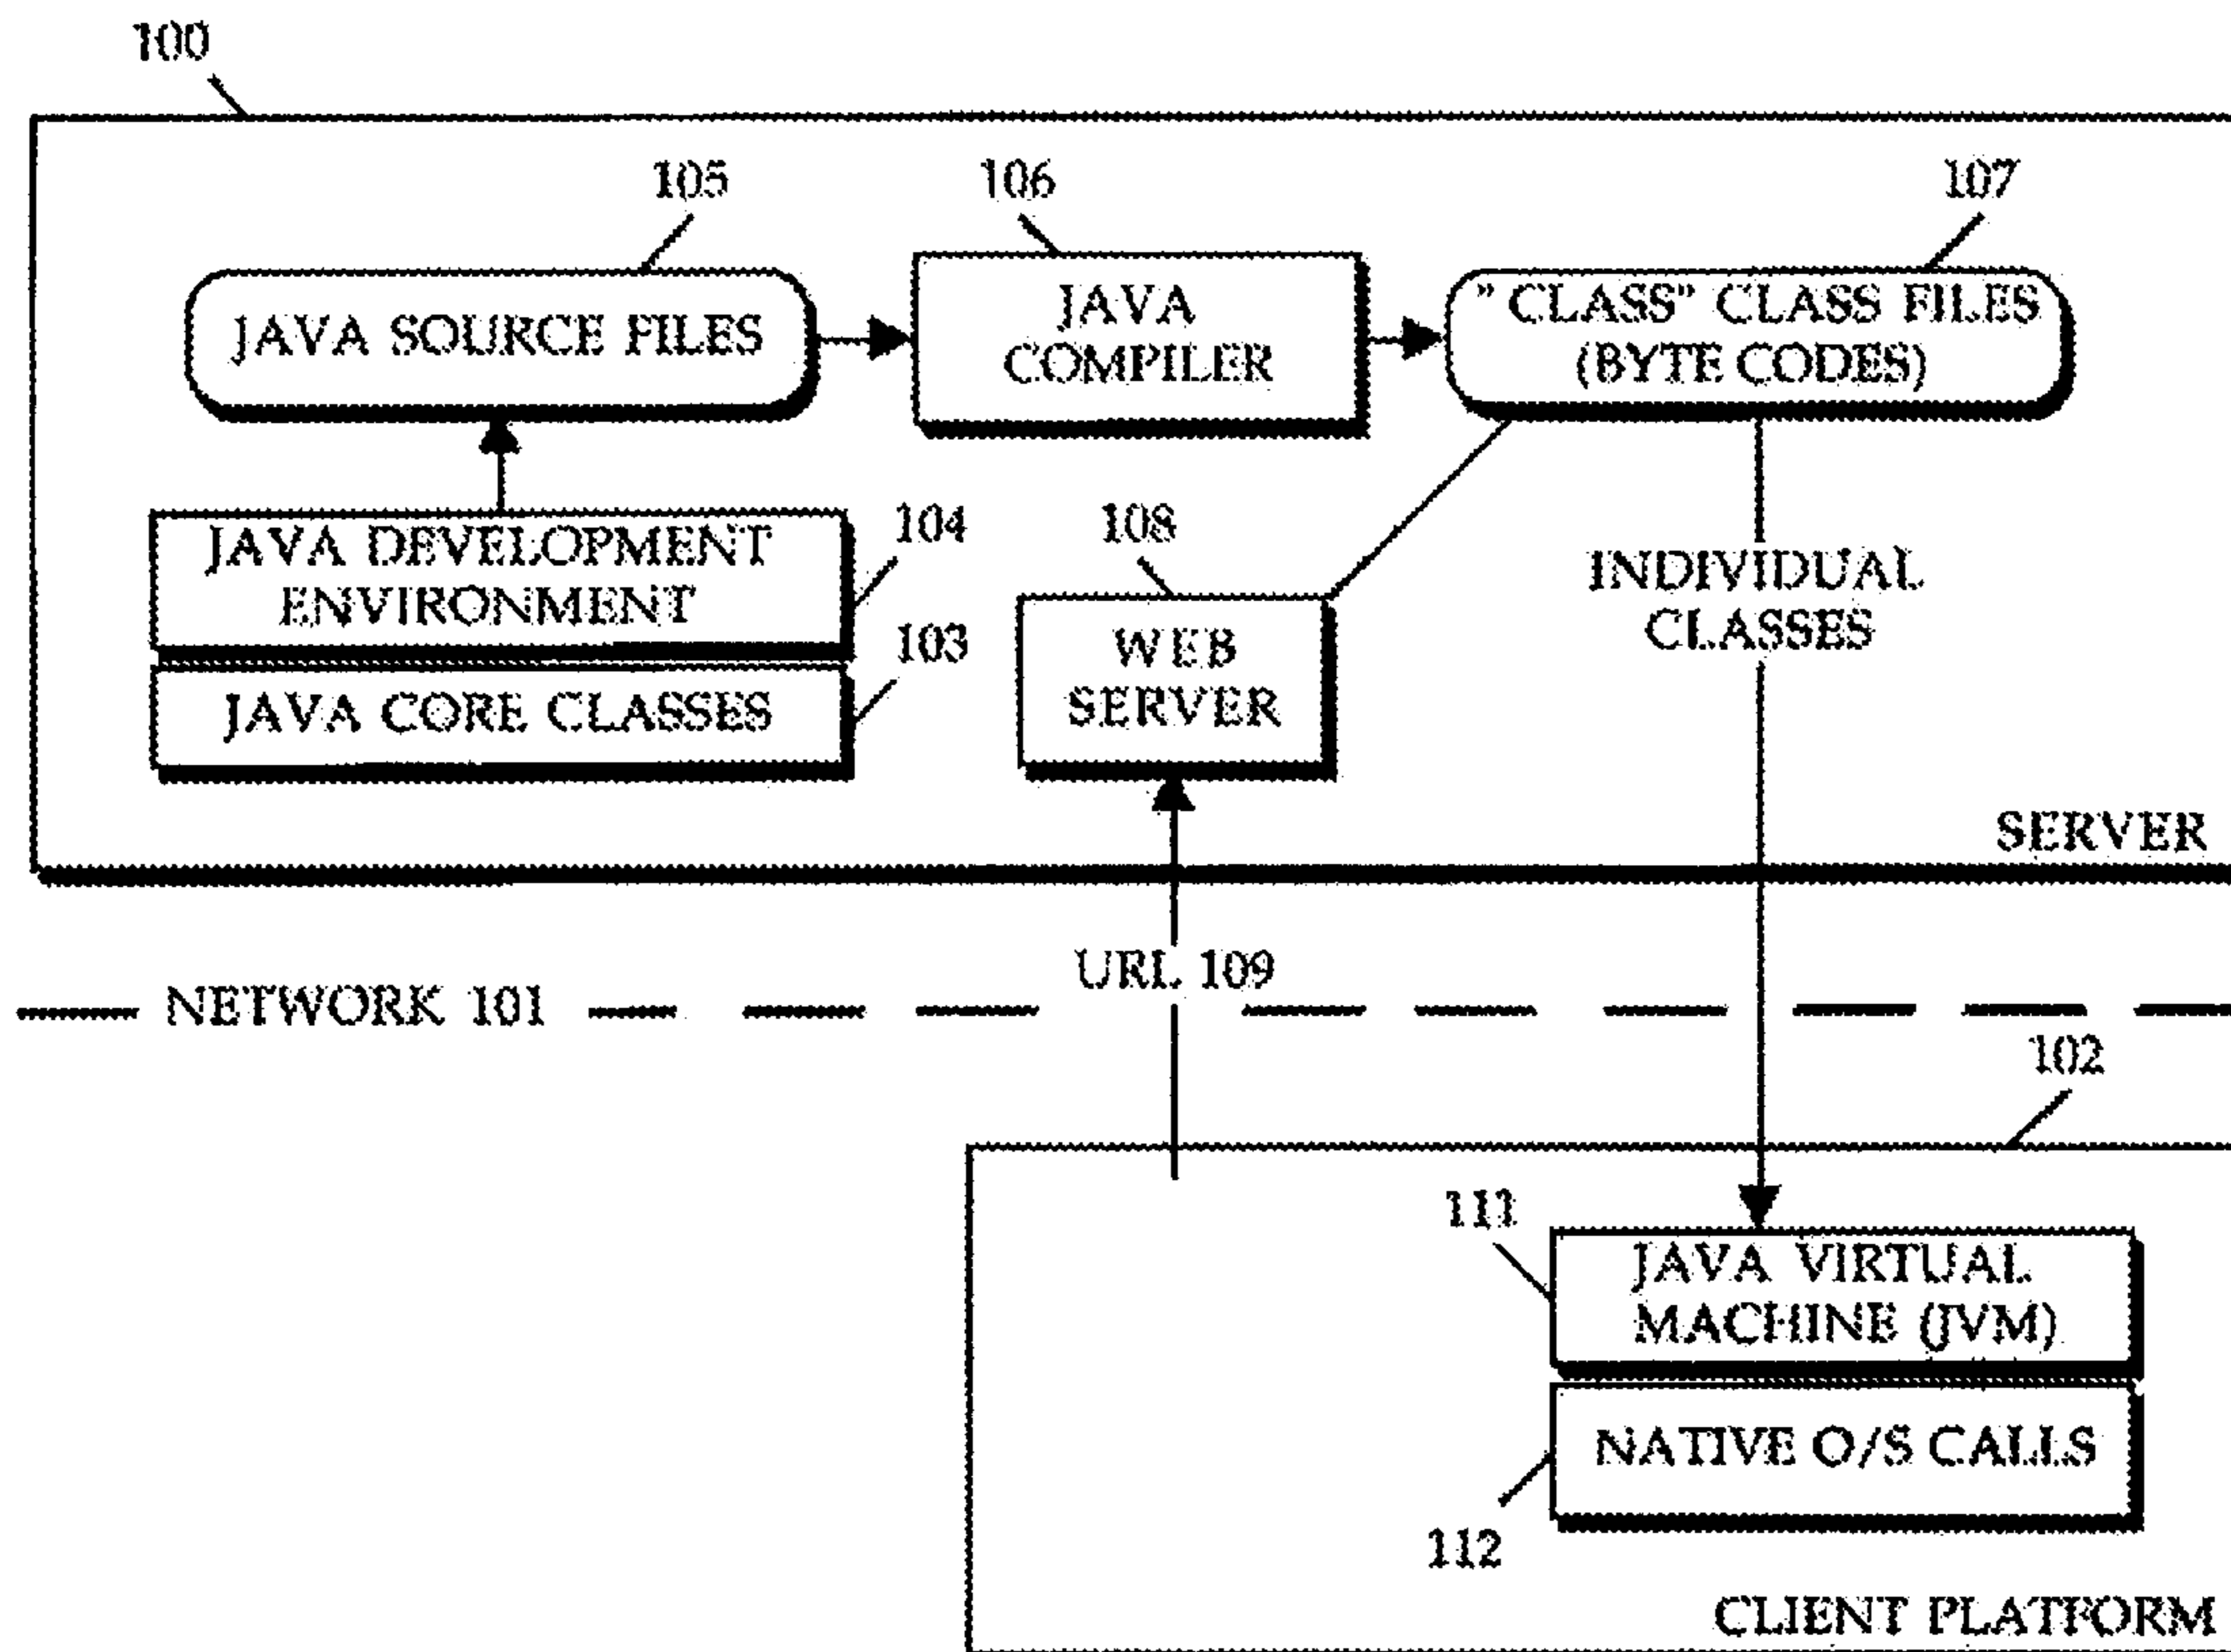 100
105
106
107
JAVA SOURCE FILES
JAVA
COMPILER
" CLASS" CLASS FILES
(BYTE CODES)
JAVA DEVELOPMENT
ENVIRONMENT
104
103
JAVA CORE CLASSES
108
WEB
SERVER
INDIVIDUAL
CLASSES
SERVER
URL 109
NETWORK 101
102
111
JAVA VIRTUAL
MACHINE (JVM)
NATIVE O/S CALLS
112
CLIENT PLATFORM